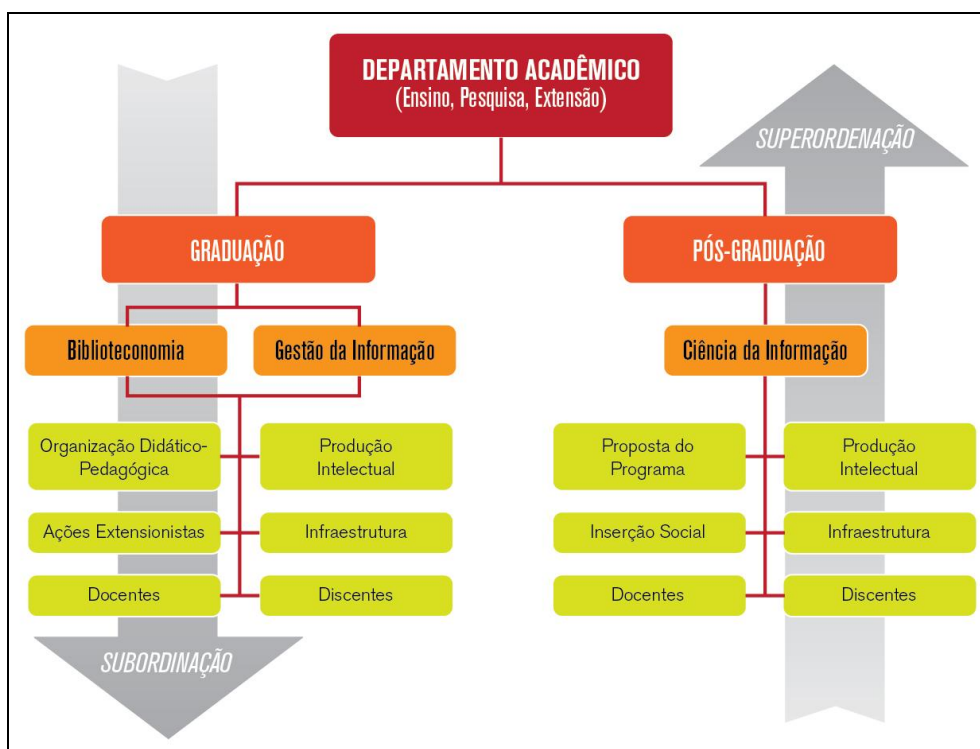 DEPARTAMENTO ACADÊMICO
(Ensino, Pesquisa, Extensão)
SUPERORDENAÇÃO
GRADUAÇÃO
PÓS-GRADUAÇÃO
Biblioteconomia
Gestão da Informação
Ciência da Informação
Organização Didático-
Pedagógica
Produção
Intelectual
Proposta do
Programa
Produção
Intelectual
Ações Extensionistas
Infraestrutura
Inserção Social
Infraestrutura
Docentes
Discentes
Docentes
Discentes
SUBORDINAÇÃO